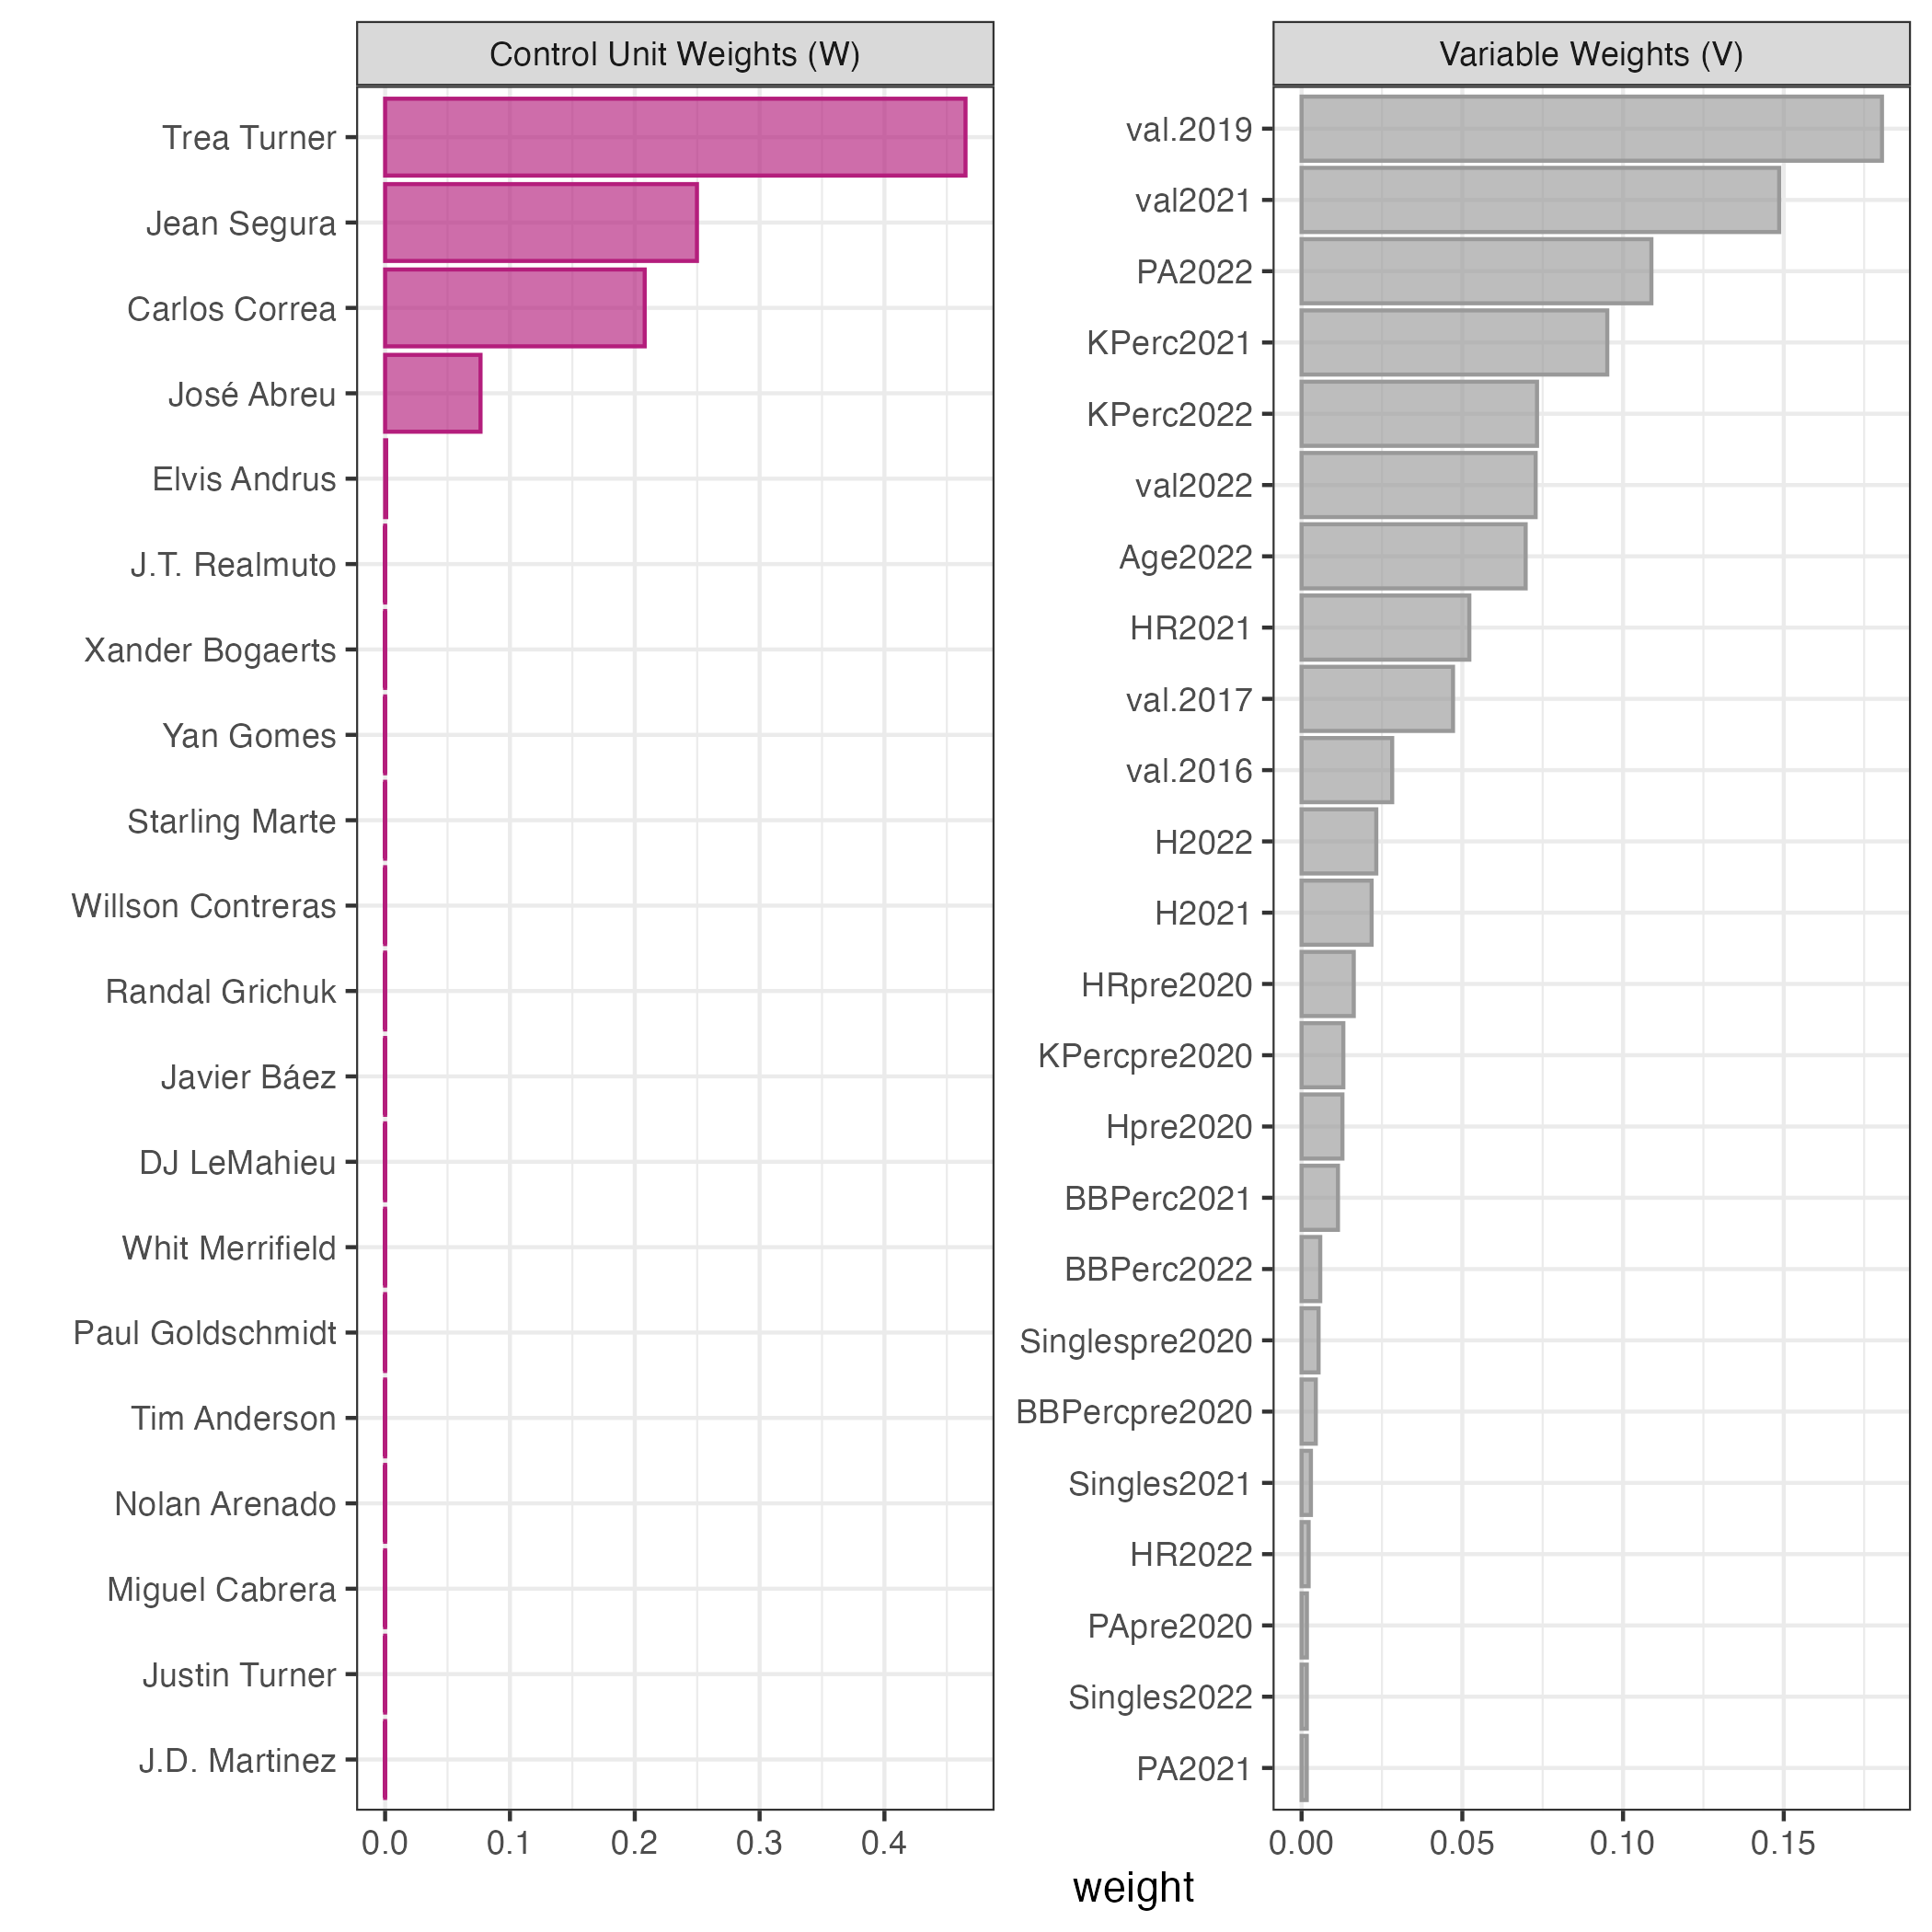 Control Unit Weights (W)
Trea Turner
Jean Segura
Carlos Correa
José Abreu
Elvis Andrus
J.T. Realmuto
Xander Bogaerts
Yan Gomes
Starling Marte
Willson Contreras
Randal Grichuk
Javier Báez
DJ LeMahieu
Whit Merrifield
Paul Goldschmidt
Tim Anderson
Nolan Arenado
Miguel Cabrera
Justin Turner
J.D. Martinez
0.0 0.1 0.2 0.3 0.4
Variable Weights (V)
val.2019
val2021
PA2022
KPerc2021
KPerc2022
val2022
Age2022
HR2021
val.2017
val.2016
H2022
H2021
HRpre2020
KPercpre2020
Hpre2020
BBPerc2021
BBPerc2022
Singlespre2020
BBPercpre2020
Singles2021
HR2022
PApre2020
Singles2022
PA2021
0.00 0.05 0.10 0.15
weight